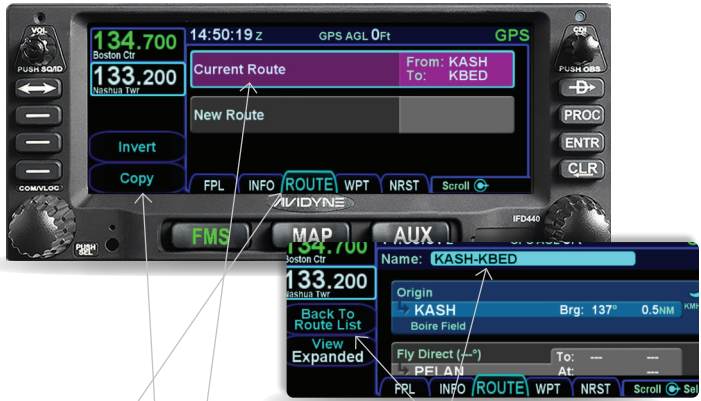 VOL
PUSH SQ/ID
COM/VLOC
PUSH SEL
134.700
Boston Ctr
133.200
Nashua Twr
Invert
Copy
14:50:19 Z GPS AGL 0Ft GPS
Current Route
From: KASH
To: KBED
New Route
FPL INFO ROUTE WPT NRST Scroll
AVIDYNE
FMS MAP AUX
CDI
PUSH OBS
D
PROC
ENTR
CLR
IFD440
134.700
Boston Ctr
133.200
Nashua Twr
Back To
Route List
View
Expanded
Name: KASH-KBED
Origin
KASH Brg: 137° 0.5NM
Boire Field
Fly Direct (---°) To: --- ---
PELAN At: --- ---
FPL INFO ROUTE WPT NRST Scroll Sel